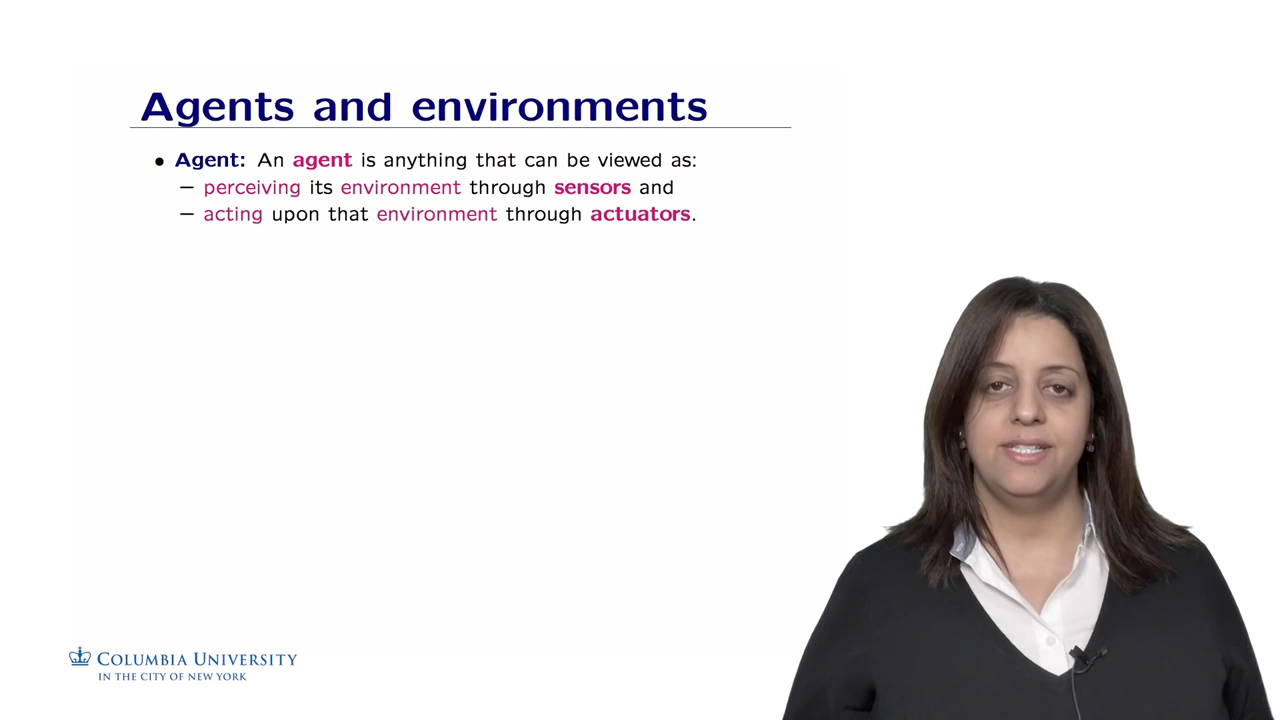 Agents and environments
● Agent: An agent is anything that can be viewed as:
– perceiving its environment through sensors and
– acting upon that environment through actuators.
COLUMBIA UNIVERSITY
IN THE CITY OF NEW YORK